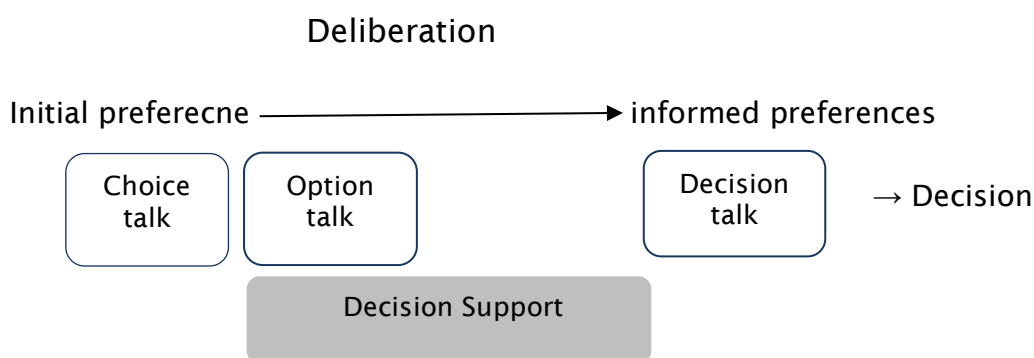 Deliberation
Initial preferecne
informed preferences
Choice
talk
Option
talk
Decision
talk
→ Decision
Decision Support